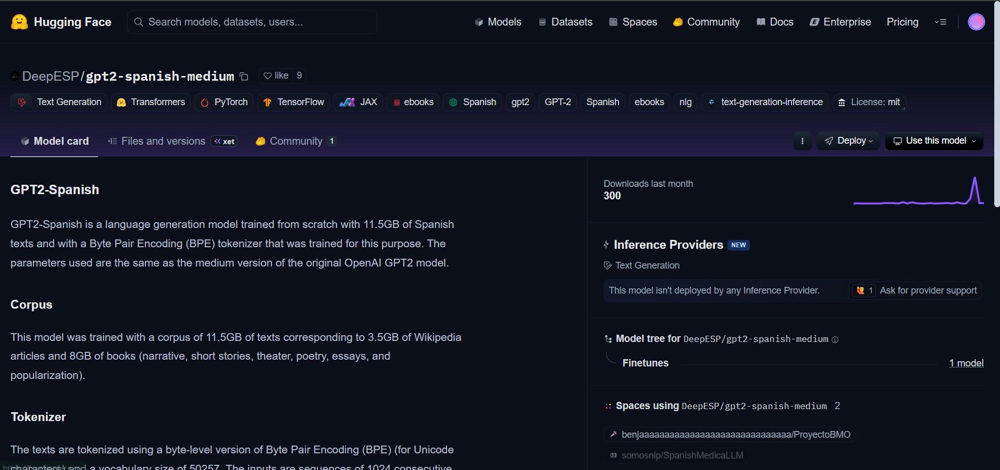 Hugging Face
Search models, datasets, users...
Models
Datasets
Spaces
Community
Docs
Enterprise
Pricing
DeepESP/gpt2-spanish-medium
like 9
Text Generation
Transformers
PyTorch
TensorFlow
JAX
ebooks
Spanish
gpt2
GPT-2
Spanish
ebooks
nlg
text-generation-inference
License: mit
Model card
Files and versions
xet
Community 1
Deploy
Use this model
GPT2-Spanish
GPT2-Spanish is a language generation model trained from scratch with 11.5GB of Spanish
texts and with a Byte Pair Encoding (BPE) tokenizer that was trained for this purpose. The
parameters used are the same as the medium version of the original OpenAI GPT2 model.
Corpus
This model was trained with a corpus of 11.5GB of texts corresponding to 3.5GB of Wikipedia
articles and 8GB of books (narrative, short stories, theater, poetry, essays, and
popularization).
Tokenizer
The texts are tokenized using a byte-level version of Byte Pair Encoding (BPE) (for Unicode
characters) and a vocabulary size of 50257. The inputs are sequences of 1024 consecutive
Downloads last month
300
Inference Providers NEW
Text Generation
This model isn't deployed by any Inference Provider.
1 Ask for provider support
Model tree for DeepESP/gpt2-spanish-medium
Finetunes
1 model
Spaces using DeepESP/gpt2-spanish-medium 2
benjaaaaaaaaaaaaaaaaaaaaaaaaaaaaaa/ProyectoBMO
somosnlp/SpanishMedicaLLM